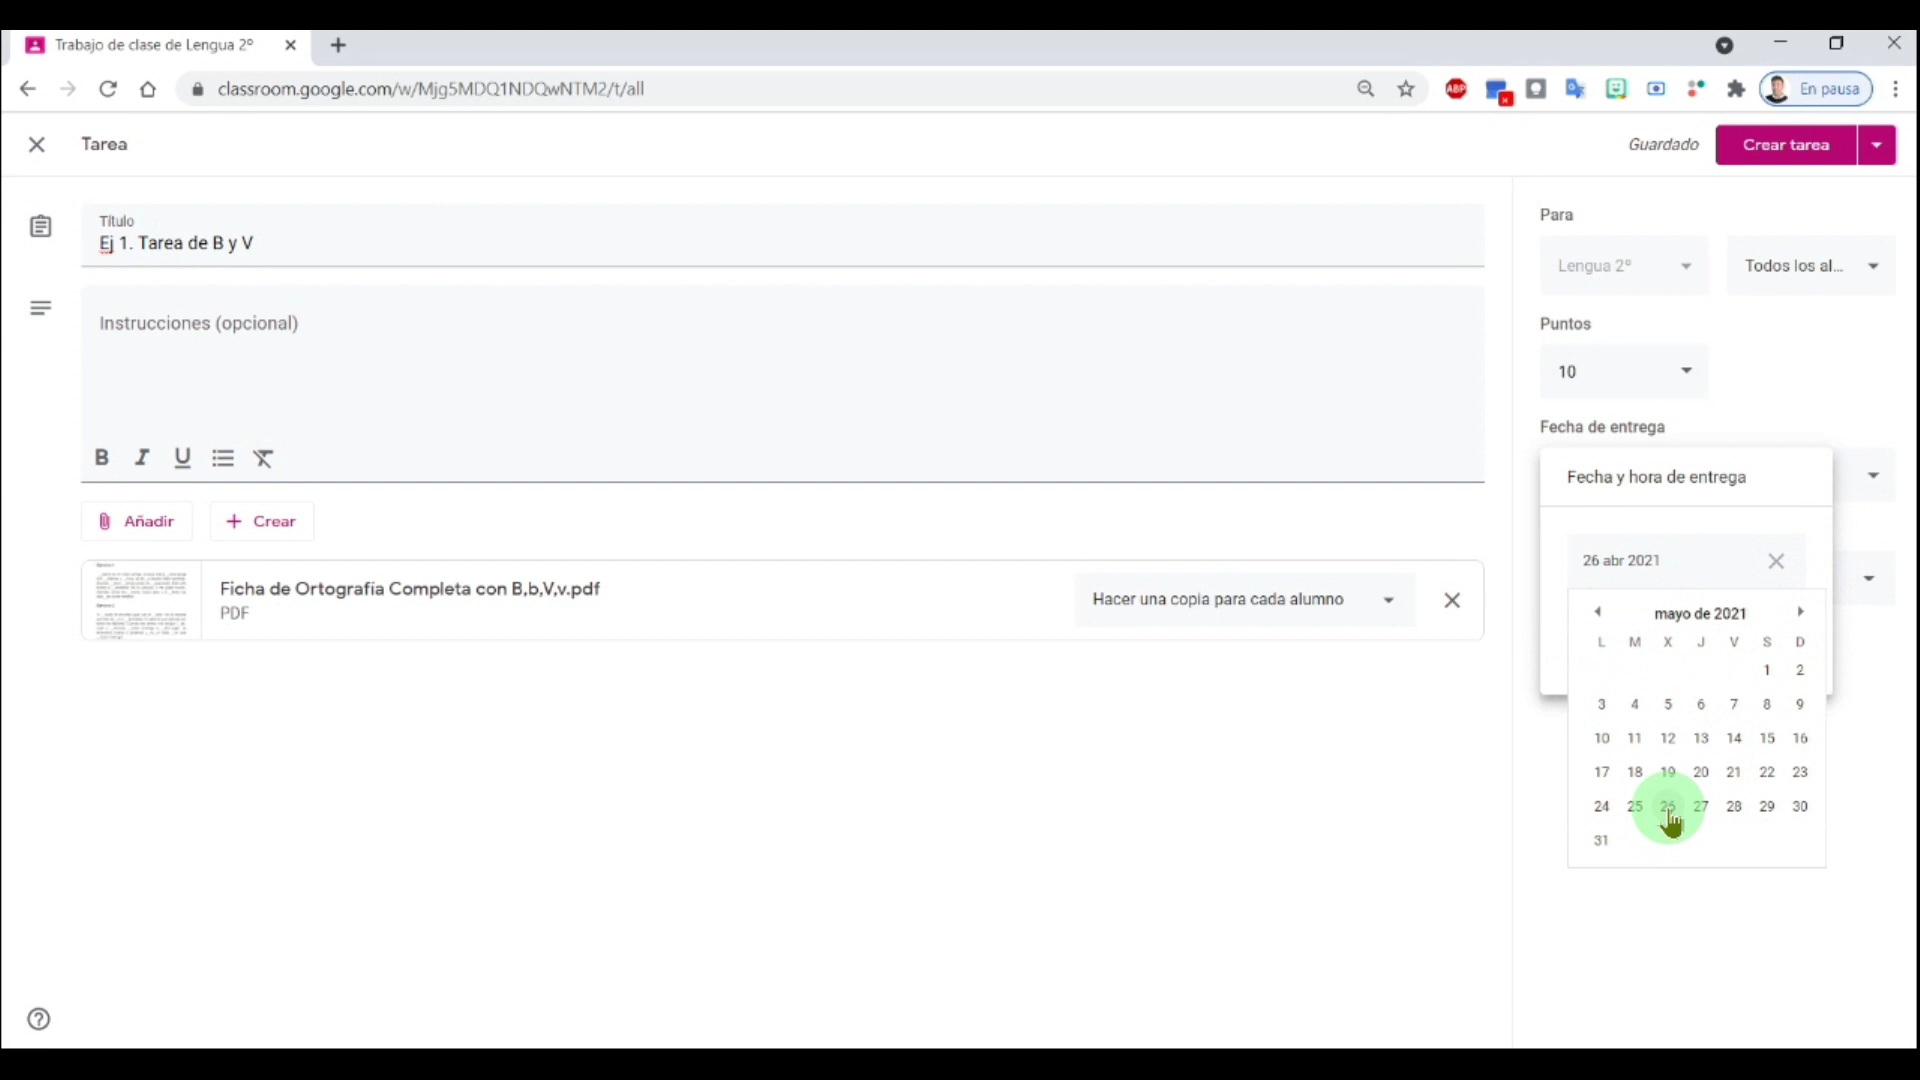 Trabajo de clase de Lengua 2º
classroom.google.com/w/Mjg5MDQ1NDQwNTM2/t/all
ABP
En pausa
Tarea
Guardado
Crear tarea
Título
Ej 1. Tarea de B y V
Instrucciones (opcional)
B I U
Añadir
Crear
Ficha de Ortografía Completa con B,b,V,v.pdf
PDF
Hacer una copia para cada alumno
Para
Lengua 2º
Todos los al...
Puntos
10
Fecha de entrega
Fecha y hora de entrega
26 abr 2021
mayo de 2021
L M X J V S D
1 2
3 4 5 6 7 8 9
10 11 12 13 14 15 16
17 18 19 20 21 22 23
24 25 26 27 28 29 30
31